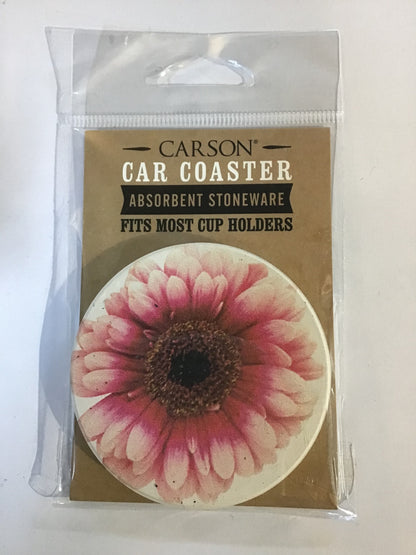 CARSON®
CAR COASTER
ABSORBENT STONEWARE
FITS MOST CUP HOLDERS